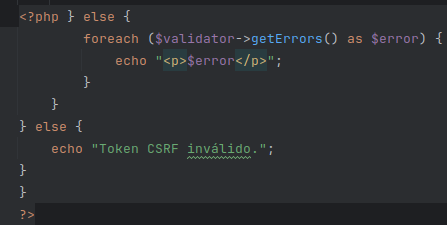 <?php } else {
        foreach ($validator->getErrors() as $error) {
            echo "<p>$error</p>";
        }
    }
} else {
    echo "Token CSRF inválido.";
}
}
?>